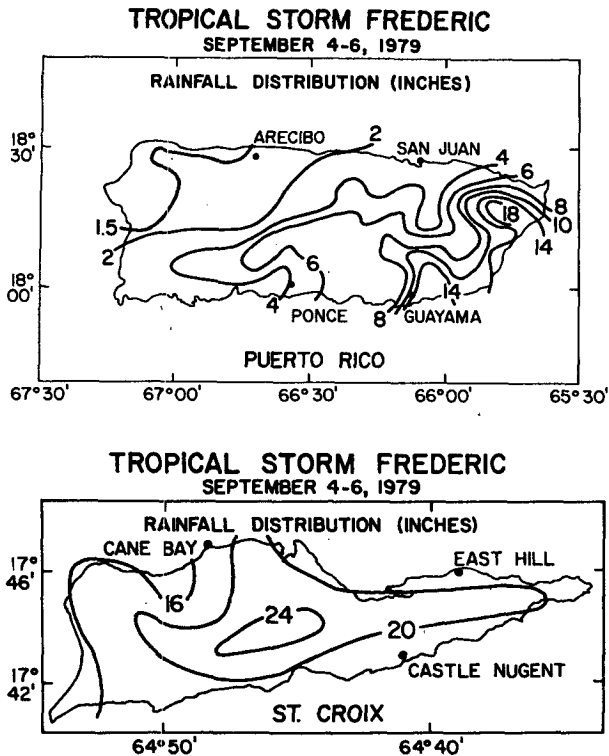 TROPICAL STORM FREDERIC
SEPTEMBER 4-6, 1979
RAINFALL DISTRIBUTION (INCHES)
18°
30'
ARECIBO
2
SAN JUAN
4
6
18
8
10
14
1.5
2
18°
00'
6
4
PONCE
8
14
GUAYAMA
PUERTO RICO
67°30'
67°00'
66°30'
66°00'
65°30'
TROPICAL STORM FREDERIC
SEPTEMBER 4-6, 1979
RAINFALL DISTRIBUTION (INCHES)
CANE BAY
17°
46'
EAST HILL
16
24
20
17°
42'
CASTLE NUGENT
ST. CROIX
64°50'
64°40'